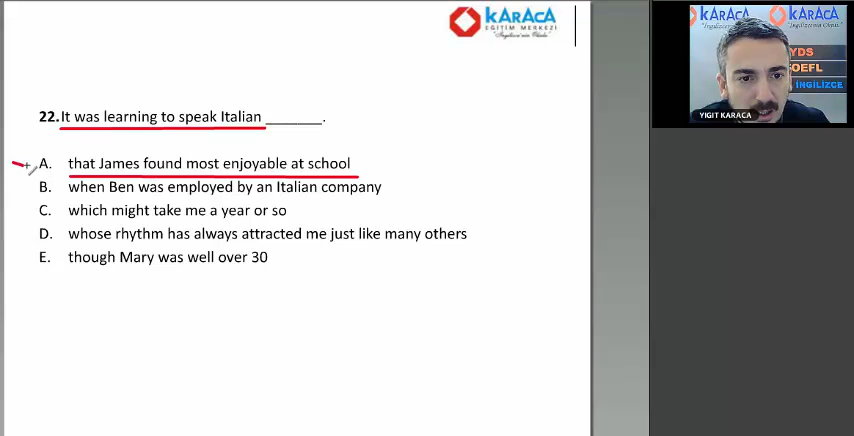 KARACA
EĞİTİM MERKEZİ
"İngilizce'nin Okulu"
22.It was learning to speak Italian _______.
A. that James found most enjoyable at school
B. when Ben was employed by an Italian company
C. which might take me a year or so
D. whose rhythm has always attracted me just like many others
E. though Mary was well over 30
KARACA
KARACA
YDS
OEFL
İNGİLİZCE
YIGIT KARACA